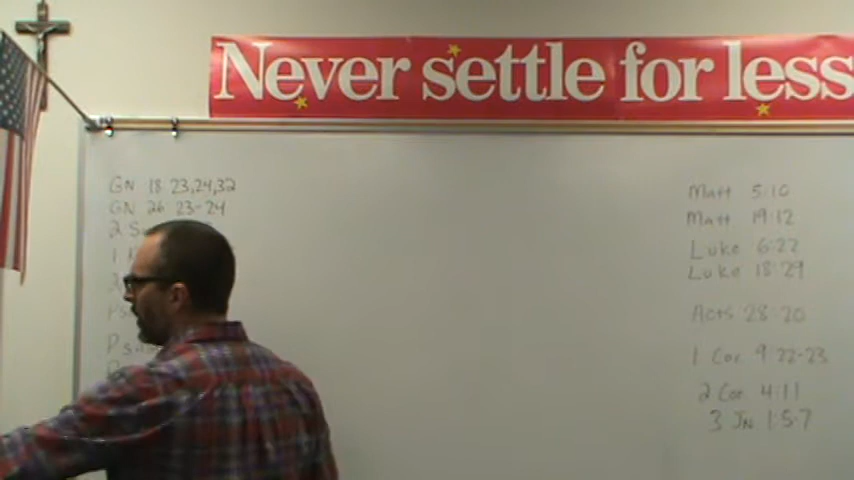 Never settle for less
GN 18:23,24,32
GN 26 23-24
2
1
2
Ps
Psa
Matt 5:10
Matt 19:12
Luke 6:22
Luke 18:29
Acts 28:20
1 Cor 9:22-23
2 Cor 4:11
3 JN 1:5-7